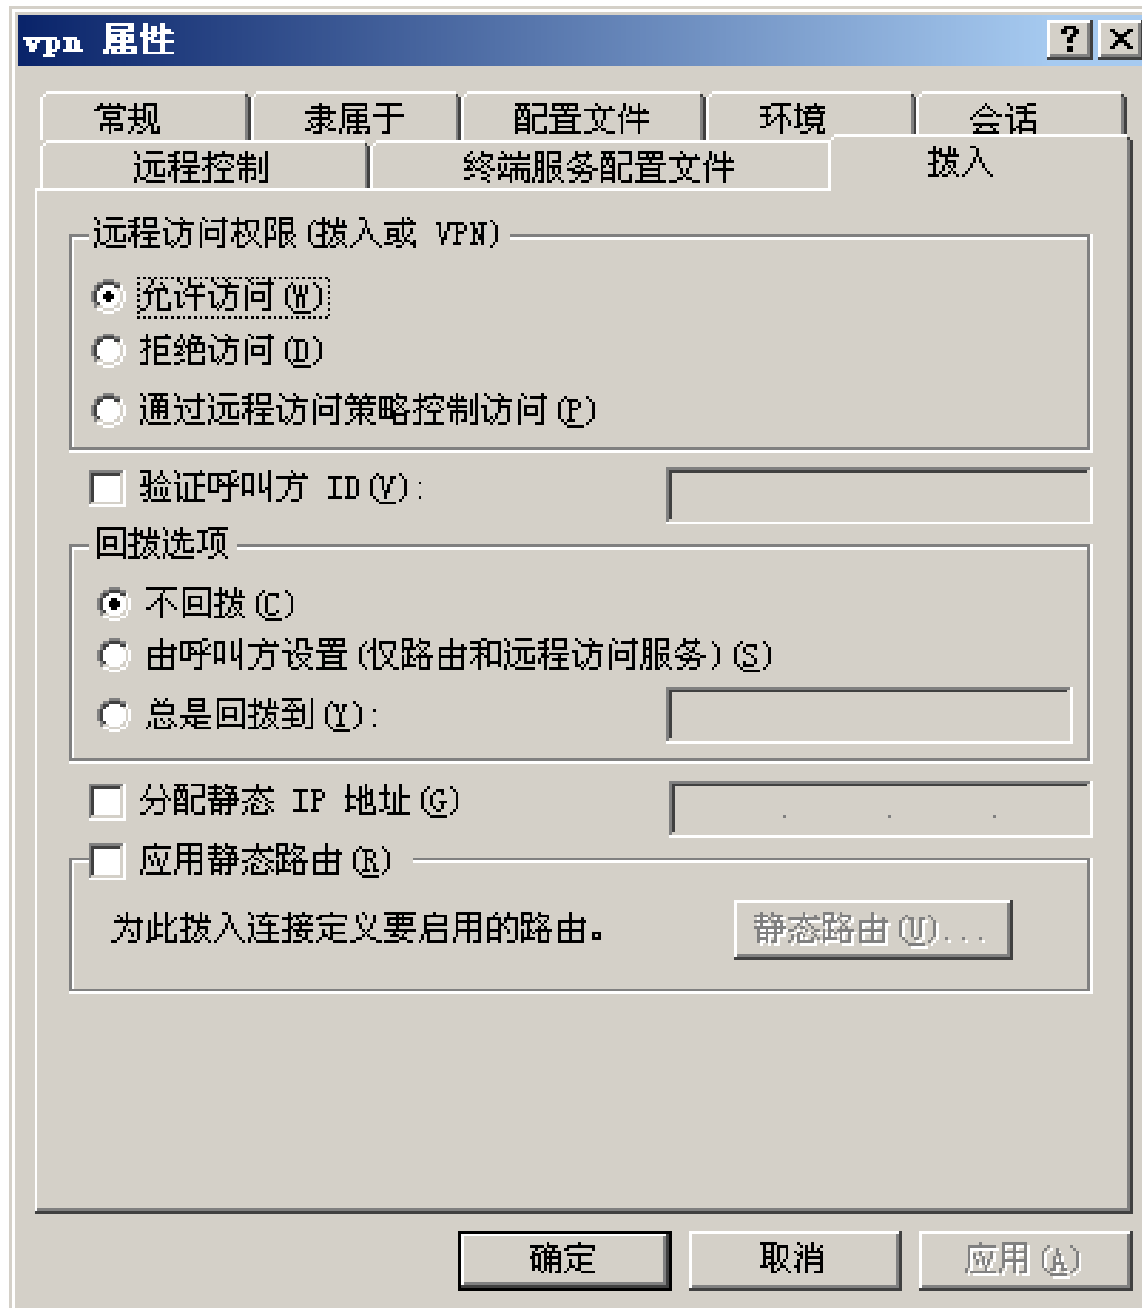 vpn 属性
常规 隶属于 配置文件 环境 会话
远程控制 终端服务配置文件 拨入
远程访问权限(拨入或 VPN)
允许访问(W)
拒绝访问(D)
通过远程访问策略控制访问(P)
验证呼叫方 ID(V):
回拨选项
不回拨(C)
由呼叫方设置(仅路由和远程访问服务)(S)
总是回拨到(Y):
分配静态 IP 地址(G)
应用静态路由(R)
为此拨入连接定义要启用的路由。 静态路由(U)...
确定 取消 应用(A)